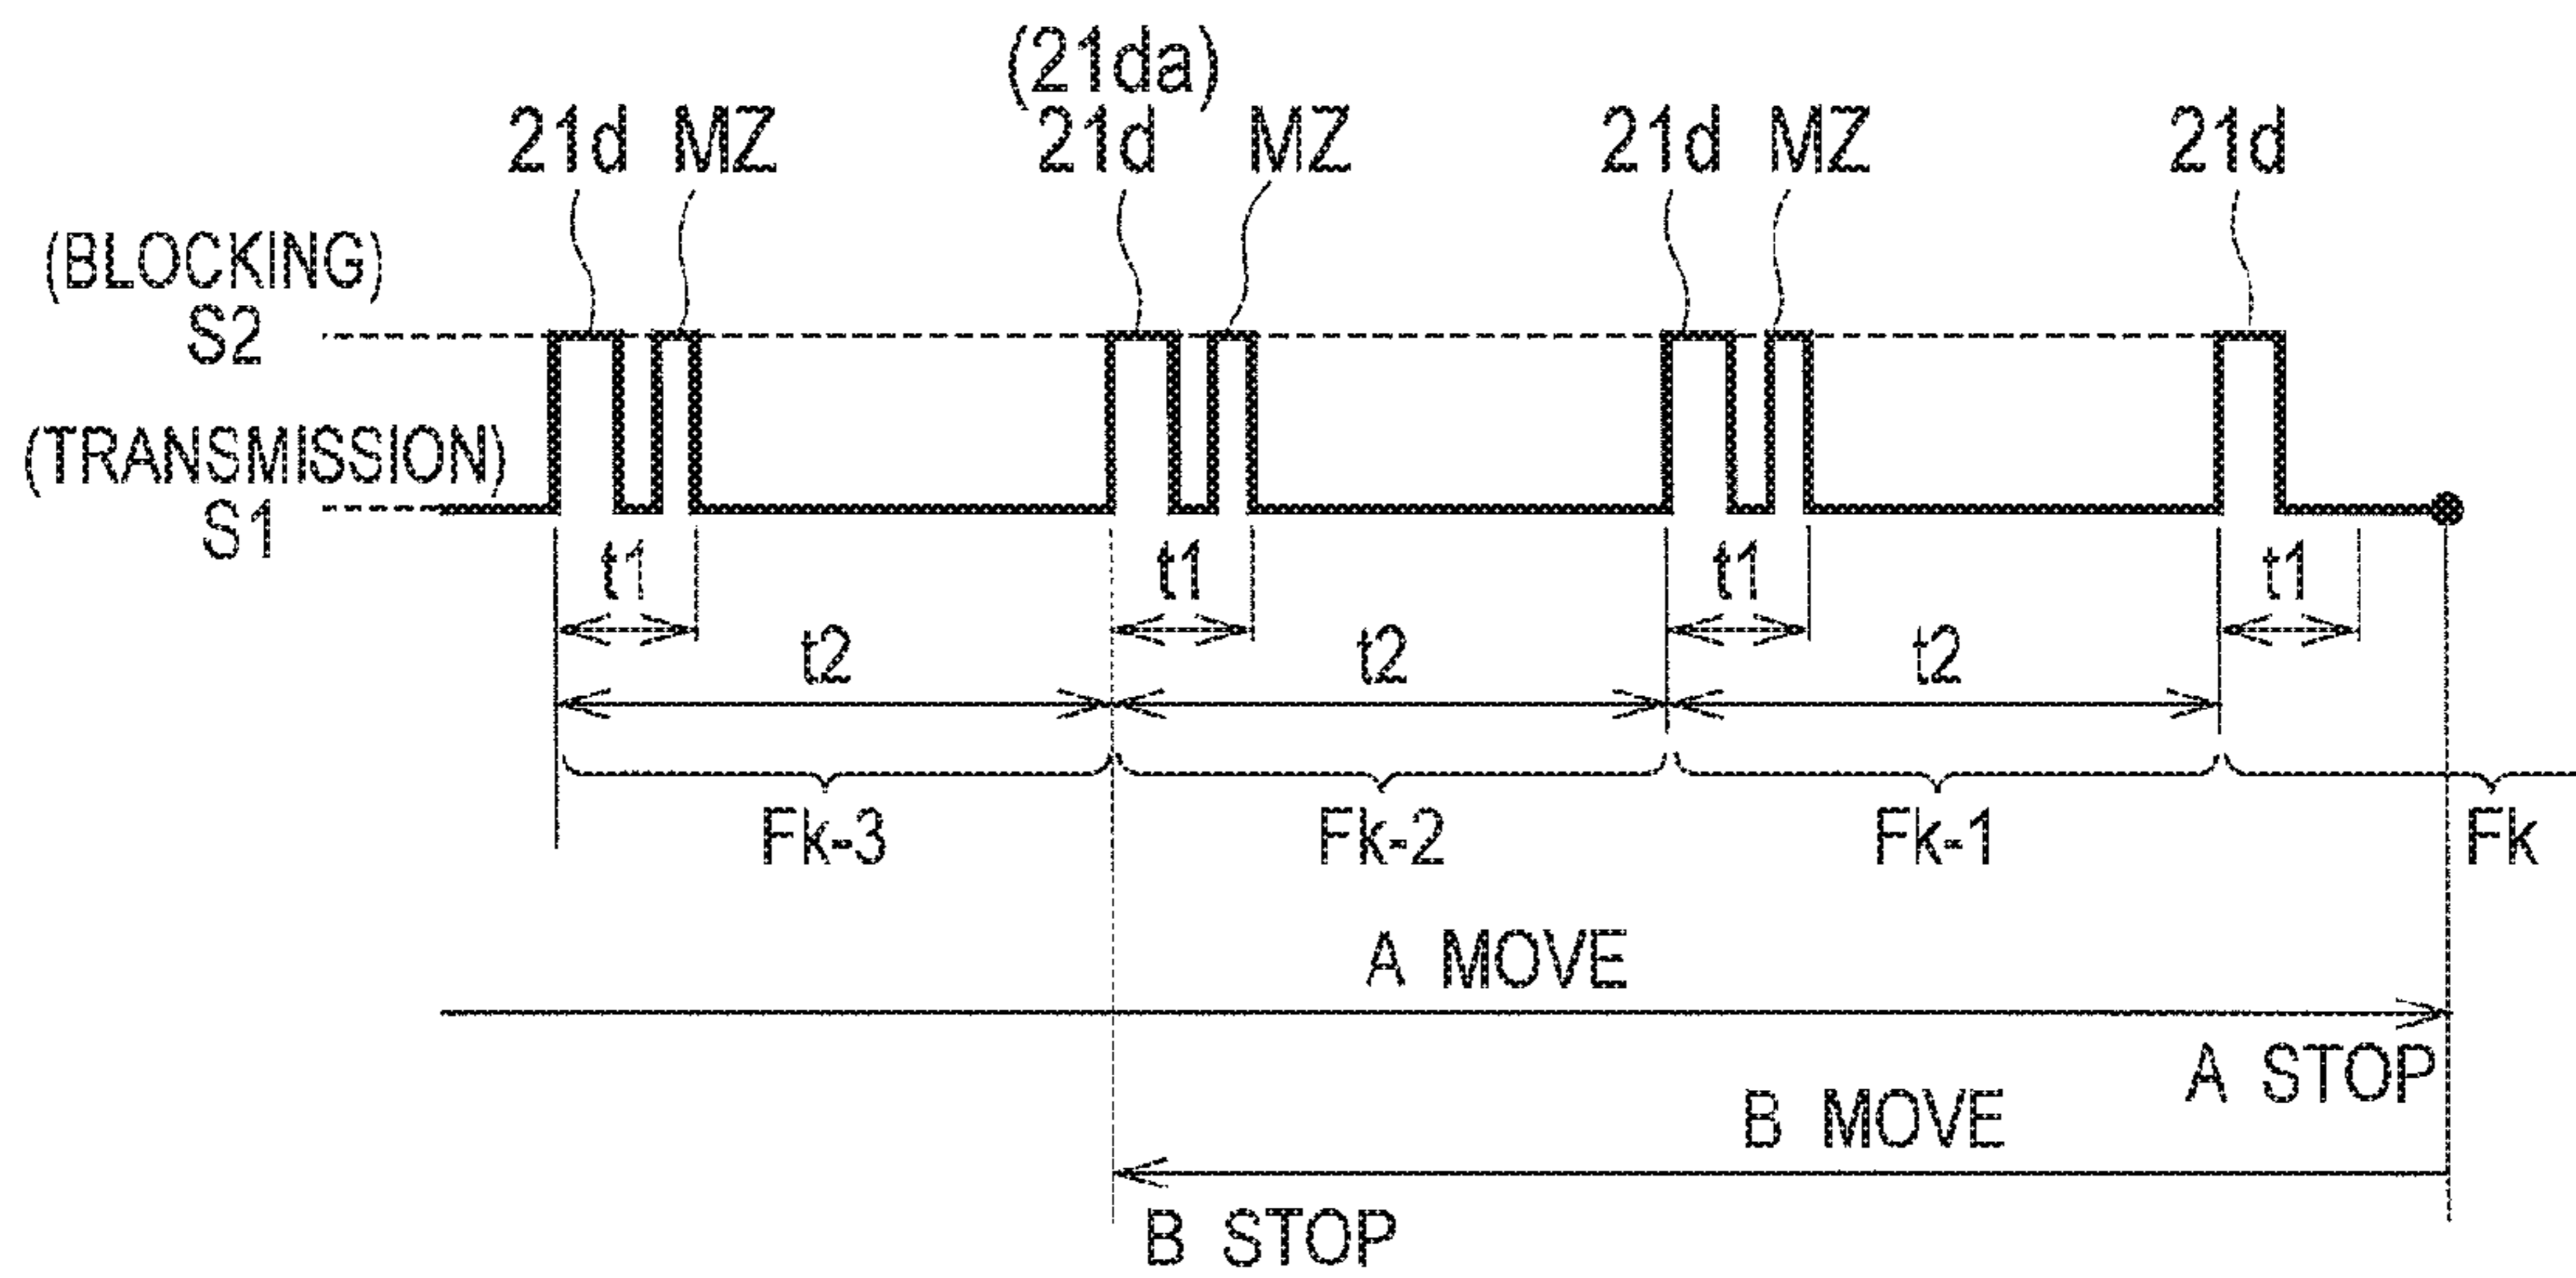 (21da)
21d MZ 21d MZ 21d MZ 21d
(BLOCKING)
S2
(TRANSMISSION)
S1
t1 t1 t1 t1
t2 t2 t2
Fk-3 Fk-2 Fk-1 Fk
A MOVE
A STOP
B MOVE
B STOP